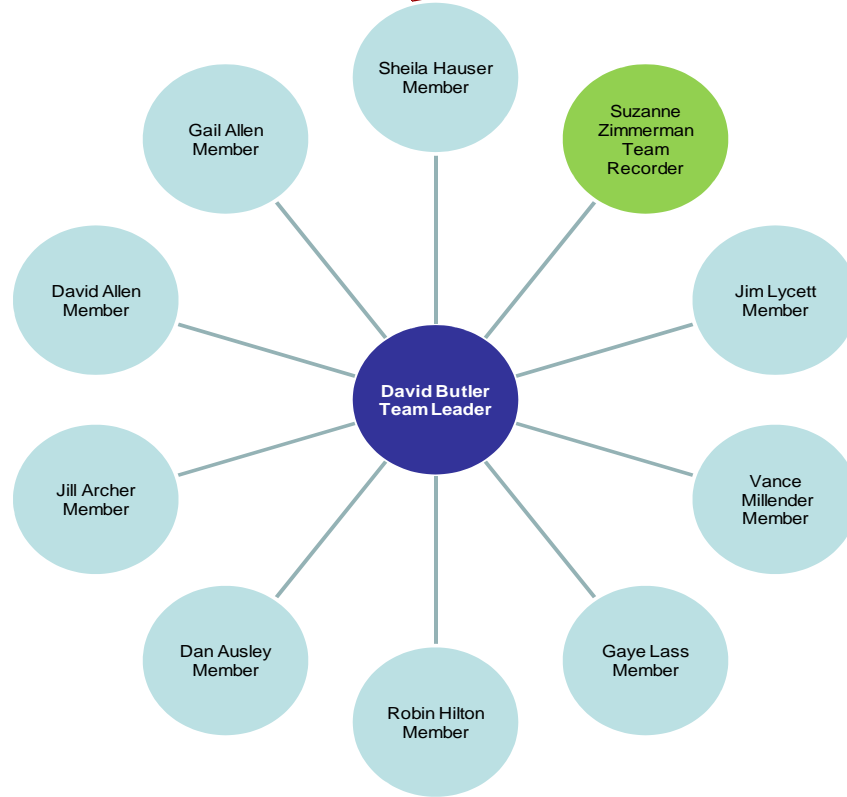 Sheila Hauser
Member
Suzanne
Zimmerman
Team
Recorder
Jim Lycett
Member
Vance
Millender
Member
Gaye Lass
Member
Robin Hilton
Member
Dan Ausley
Member
Jill Archer
Member
David Allen
Member
Gail Allen
Member
David Butler
Team Leader